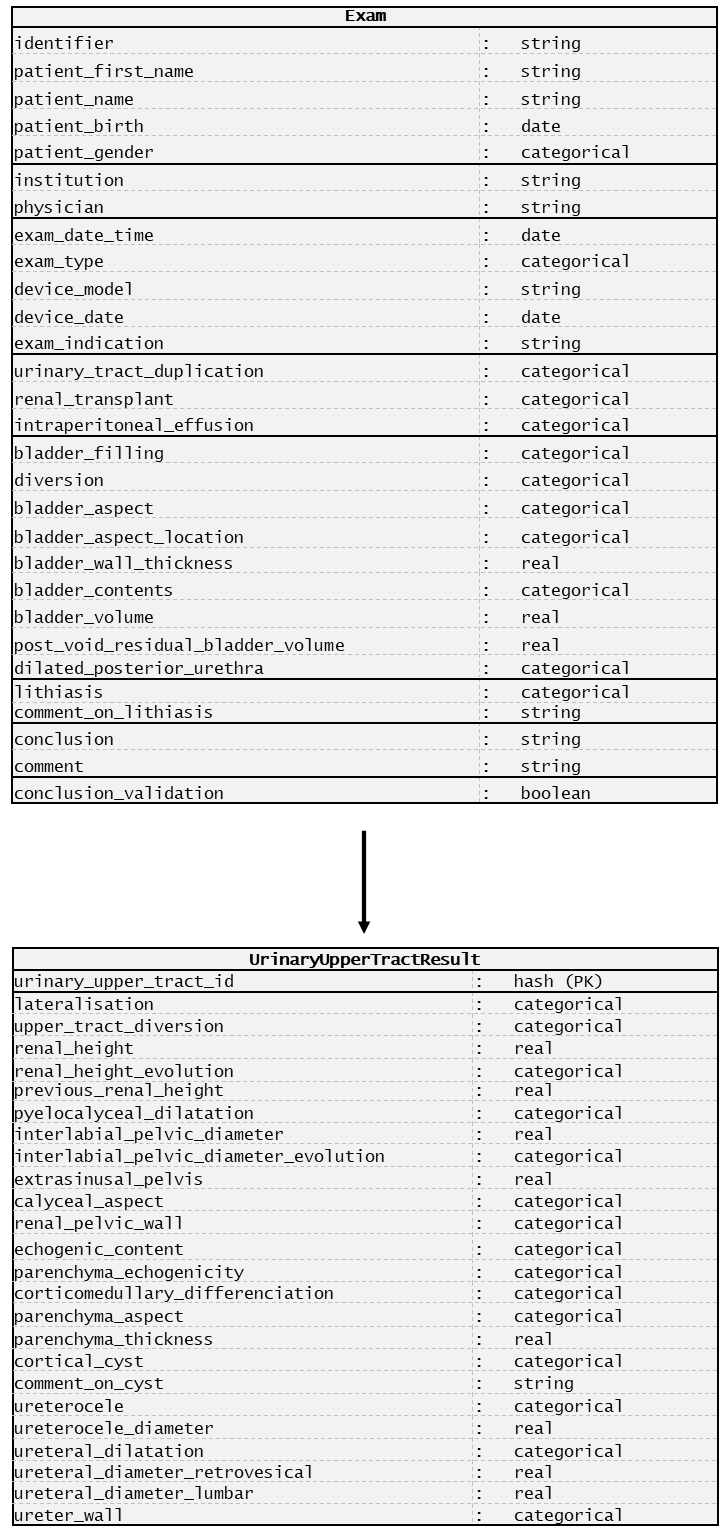 Exam
identifier : string
patient_first_name : string
patient_name : string
patient_birth : date
patient_gender : categorical
institution : string
physician : string
exam_date_time : date
exam_type : categorical
device_model : string
device_date : date
exam_indication : string
urinary_tract_duplication : categorical
renal_transplant : categorical
intraperitoneal_effusion : categorical
bladder_filling : categorical
diversion : categorical
bladder_aspect : categorical
bladder_aspect_location : categorical
bladder_wall_thickness : real
bladder_contents : categorical
bladder_volume : real
post_void_residual_bladder_volume : real
dilated_posterior_urethra : categorical
lithiasis : categorical
comment_on_lithiasis : string
conclusion : string
comment : string
conclusion_validation : boolean
UrinaryUpperTractResult
urinary_upper_tract_id : hash (PK)
lateralisation : categorical
upper_tract_diversion : categorical
renal_height : real
renal_height_evolution : categorical
previous_renal_height : real
pyelocalyceal_dilatation : categorical
interlabial_pelvic_diameter : real
interlabial_pelvic_diameter_evolution : categorical
extrasinusal_pelvis : real
calyceal_aspect : categorical
renal_pelvic_wall : categorical
echogenic_content : categorical
parenchyma_echogenicity : categorical
corticomedullary_differenciation : categorical
parenchyma_aspect : categorical
parenchyma_thickness : real
cortical_cyst : categorical
comment_on_cyst : string
ureterocele : categorical
ureterocele_diameter : real
ureteral_dilatation : categorical
ureteral_diameter_retrovesical : real
ureteral_diameter_lumbar : real
ureter_wall : categorical